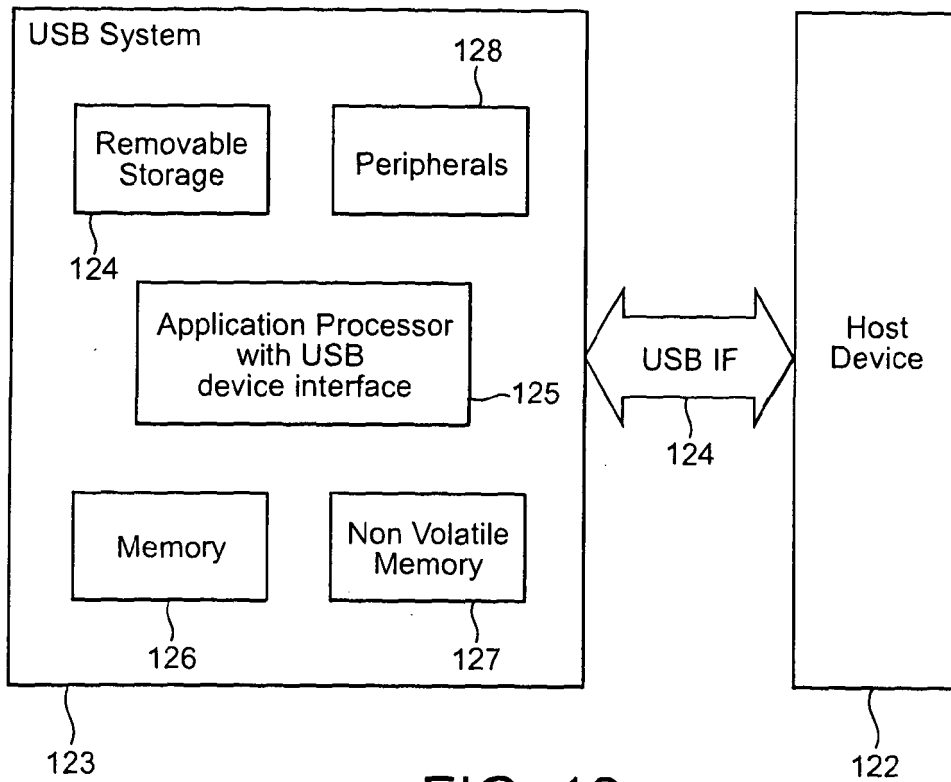 USB System
128
Removable
Storage
Peripherals
124
Application Processor
with USB
device interface
125
USB IF
124
Host
Device
Memory
Non Volatile
Memory
126
127
123
122
FIG.